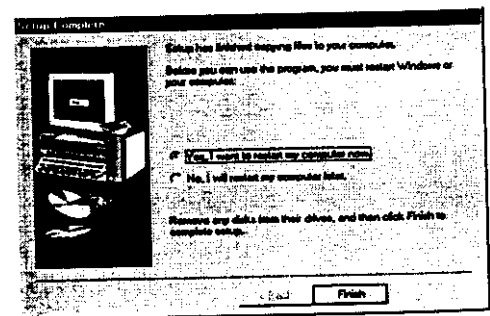 Setup Complete
Setup has finished copying files to your computer.
Before you can use the program, you must restart Windows or
your computer.
Yes, I want to restart my computer now.
No, I will restart my computer later.
Remove any disks from their drives, and then click Finish to
complete setup.
< Back
Finish